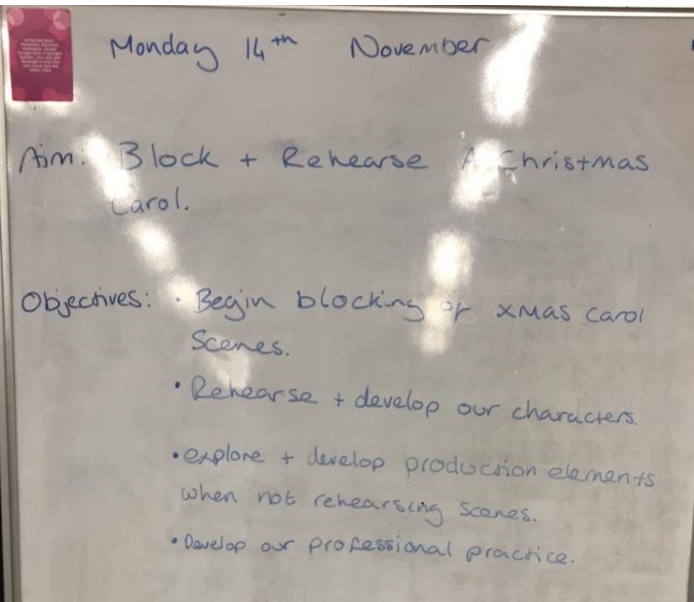 Monday 14th November
Aim: Block + Rehearse A Christmas
Carol.
Objectives: · Begin blocking of xmas carol
Scenes.
· Rehearse + develop our characters.
· explore + develop production elements
when not rehearsing scenes.
· Develop our professional practice.